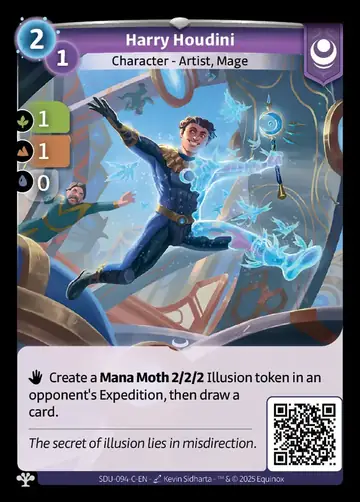 2
Harry Houdini
1
Character - Artist, Mage
1
1
0
Create a Mana Moth 2/2/2 Illusion token in an
opponent's Expedition, then draw a
card.
The secret of illusion lies in misdirection.
SDU-094-C-EN - Kevin Sidharta - ™ & © 2025 Equinox